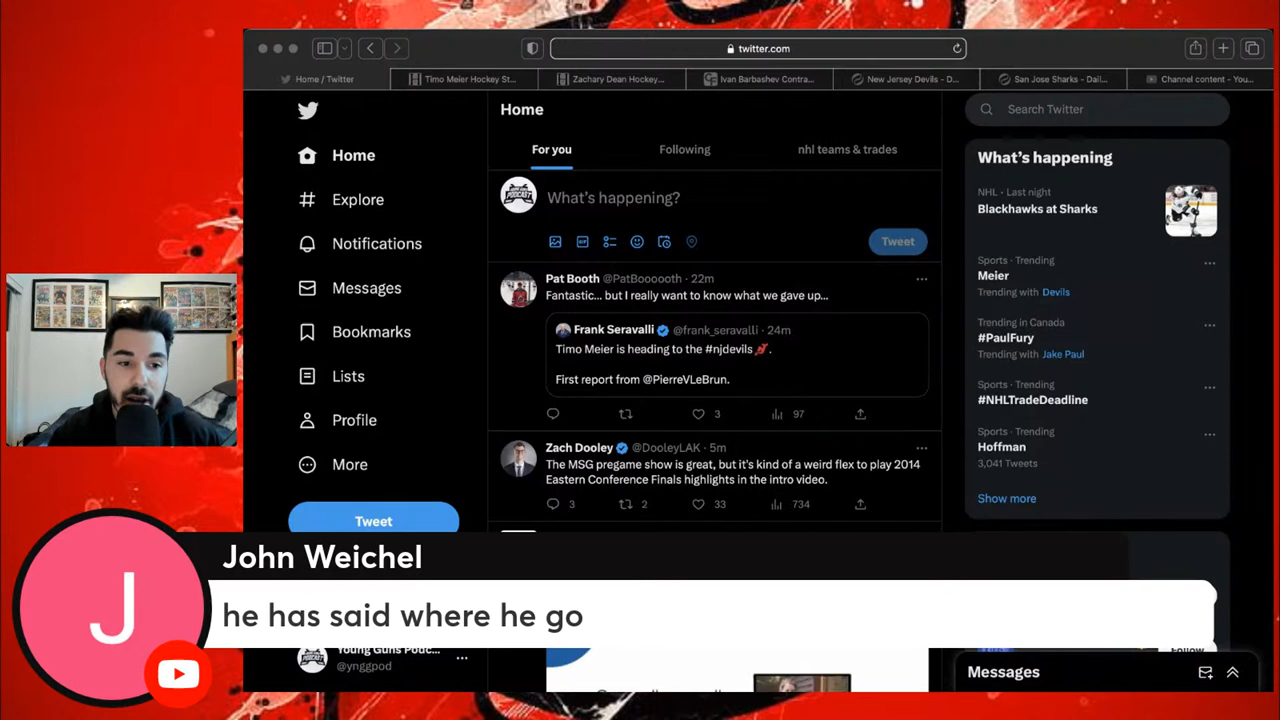 twitter.com
Home / Twitter
Timo Meier Hockey St...
Zachary Dean Hockey...
Ivan Barbashev Contra...
New Jersey Devils - D...
San Jose Sharks - Dail...
Channel content - You...
Home
Explore
Notifications
Messages
Bookmarks
Lists
Profile
More
Tweet
Young Guns Podc...
@ynggpod
Home
For you
Following
nhl teams & trades
PODCAST
What's happening?
Tweet
Pat Booth @PatBoooooth · 22m
Fantastic... but I really want to know what we gave up...
Frank Seravalli @frank_seravalli · 24m
Timo Meier is heading to the #njdevils.
First report from @PierreVLeBrun.
3
97
Zach Dooley @DooleyLAK · 5m
The MSG pregame show is great, but it's kind of a weird flex to play 2014
Eastern Conference Finals highlights in the intro video.
3
2
33
734
Search Twitter
What's happening
NHL · Last night
Blackhawks at Sharks
Sports · Trending
Meier
Trending with Devils
Trending in Canada
#PaulFury
Trending with Jake Paul
Sports · Trending
#NHLTradeDeadline
Sports · Trending
Hoffman
3,041 Tweets
Show more
Messages
J
John Weichel
he has said where he go